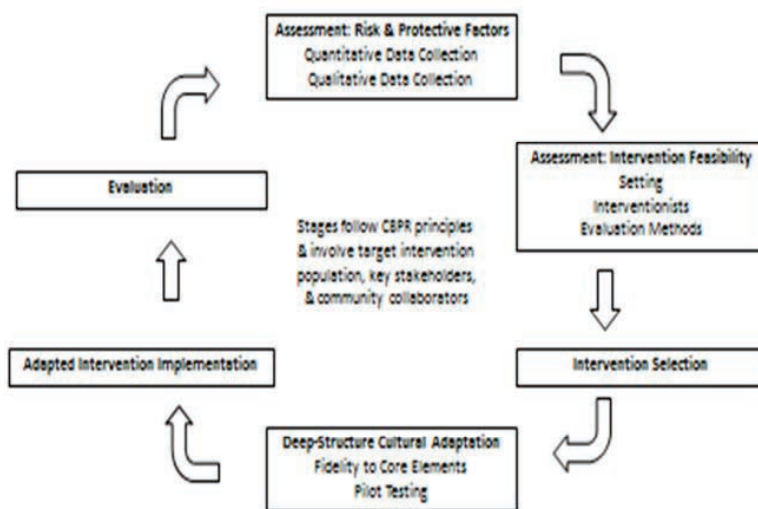 Assessment: Risk & Protective Factors
Quantitative Data Collection
Qualitative Data Collection
Assessment: Intervention Feasibility
Setting
Interventionists
Evaluation Methods
Intervention Selection
Deep-Structure Cultural Adaptation
Fidelity to Core Elements
Pilot Testing
Adapted Intervention Implementation
Evaluation
Stages follow CBPR principles
& involve target intervention
population, key stakeholders,
& community collaborators